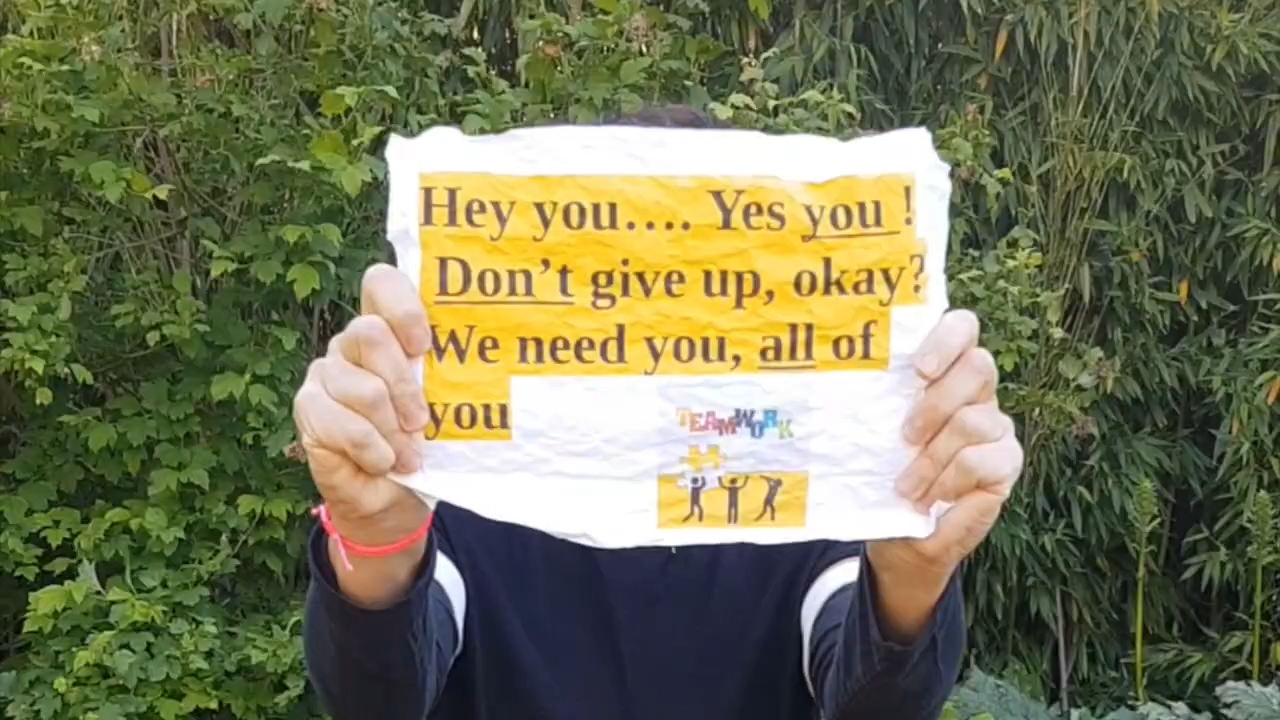 Hey you.... Yes you !
Don't give up, okay?
We need you, all of
you
TEAMWORK